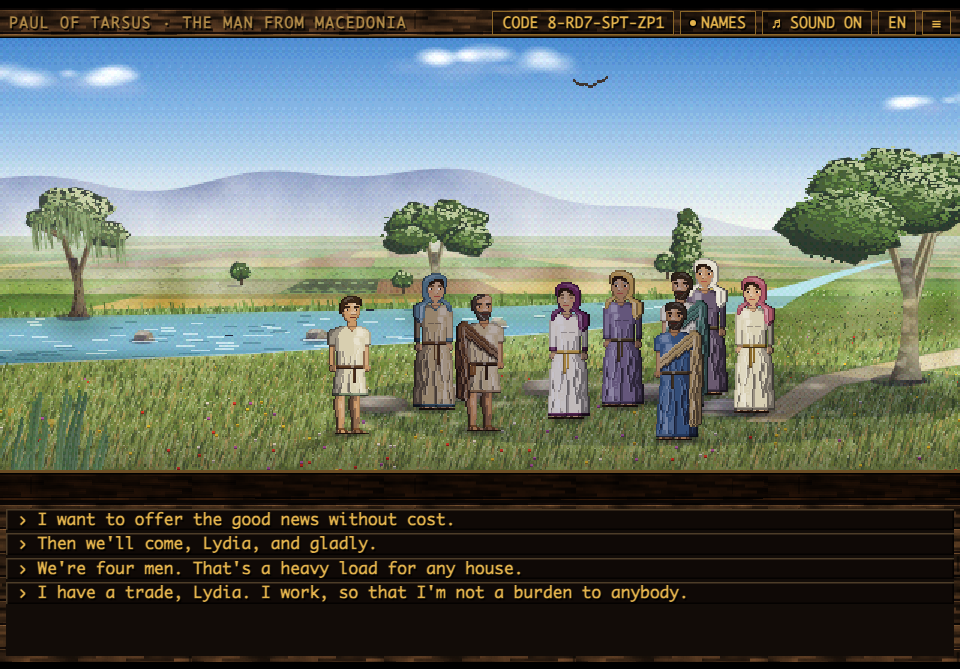 PAUL OF TARSUS · THE MAN FROM MACEDONIA
CODE 8-RD7-SPT-ZP1
• NAMES
♬ SOUND ON
EN
≡
› I want to offer the good news without cost.
› Then we'll come, Lydia, and gladly.
› We're four men. That's a heavy load for any house.
› I have a trade, Lydia. I work, so that I'm not a burden to anybody.